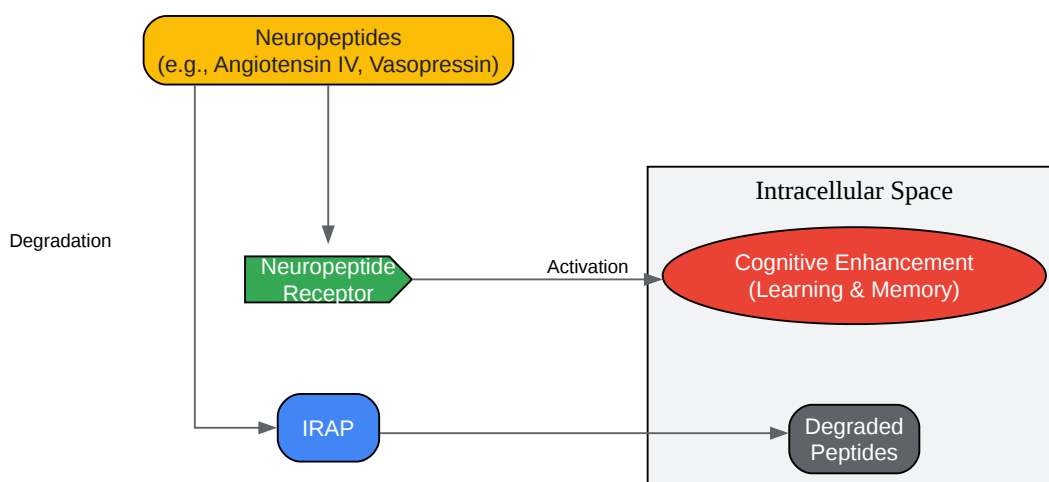 Neuropeptides
(e.g., Angiotensin IV, Vasopressin)
Intracellular Space
Degradation
Neuropeptide
Receptor
Activation
Cognitive Enhancement
(Learning & Memory)
IRAP
Degraded
Peptides